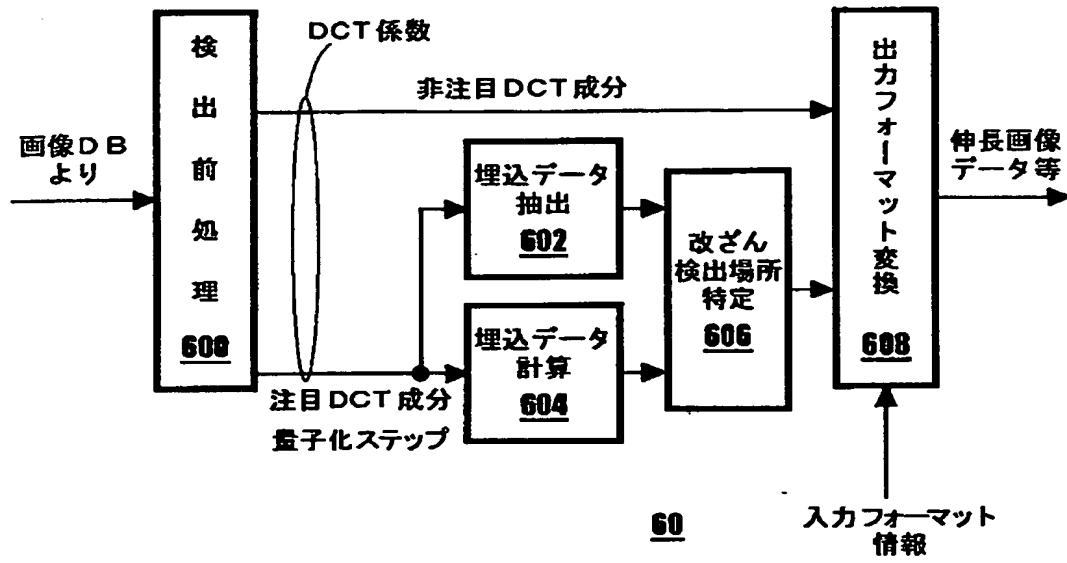 画像DB
より
検出前処理
600
DCT係数
非注目DCT成分
埋込データ
抽出
602
埋込データ
計算
604
注目DCT成分
量子化ステップ
改ざん
検出場所
特定
606
出力フォーマット変換
608
伸長画像
データ等
入力フォーマット
情報
60